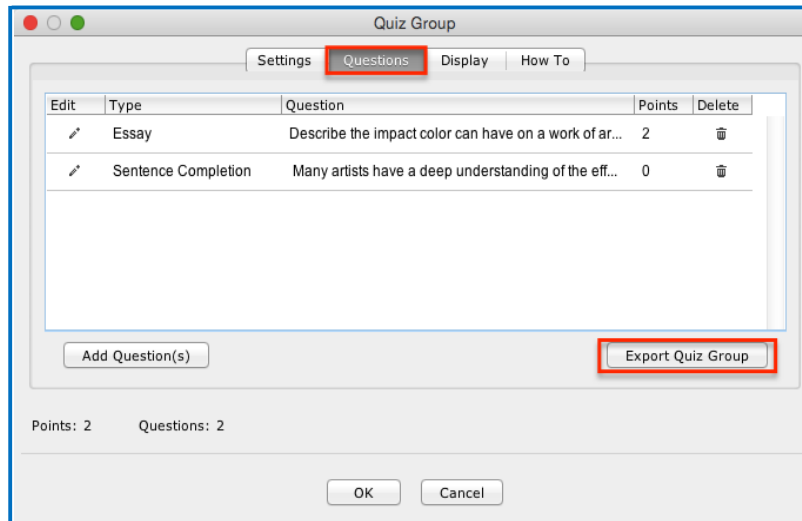 Quiz Group
Settings Questions Display How To
Edit Type Question Points Delete
Essay Describe the impact color can have on a work of ar... 2
Sentence Completion Many artists have a deep understanding of the eff... 0
Add Question(s) Export Quiz Group
Points: 2 Questions: 2
OK Cancel